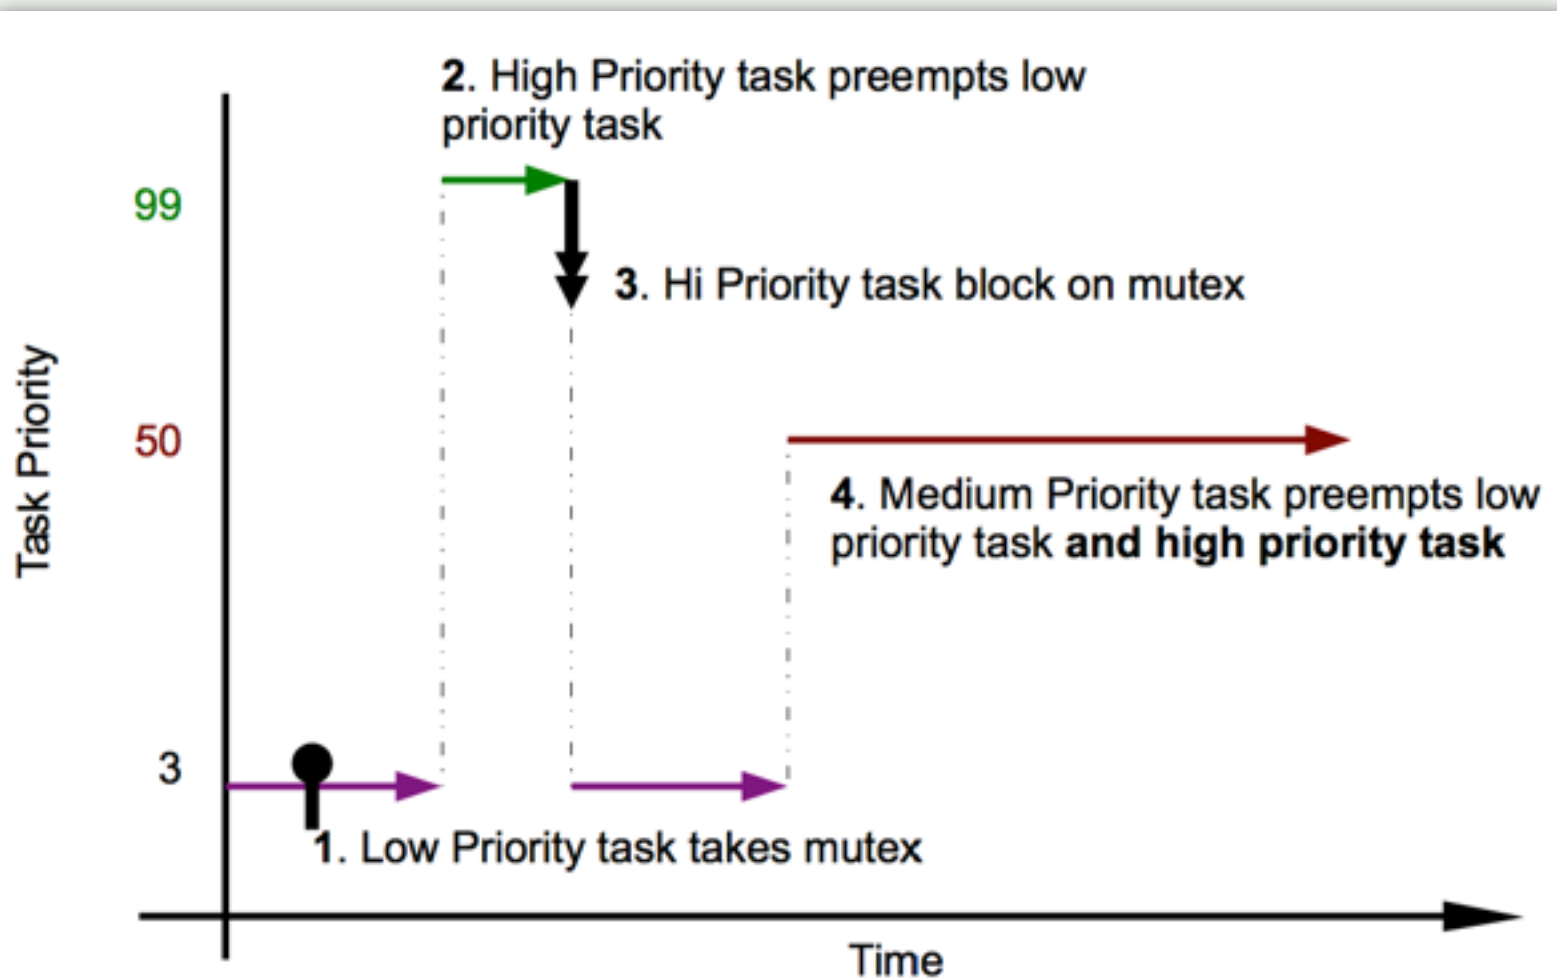 2. High Priority task preempts low
priority task
99
3. Hi Priority task block on mutex
Task Priority
50
4. Medium Priority task preempts low
priority task and high priority task
3
1. Low Priority task takes mutex
Time